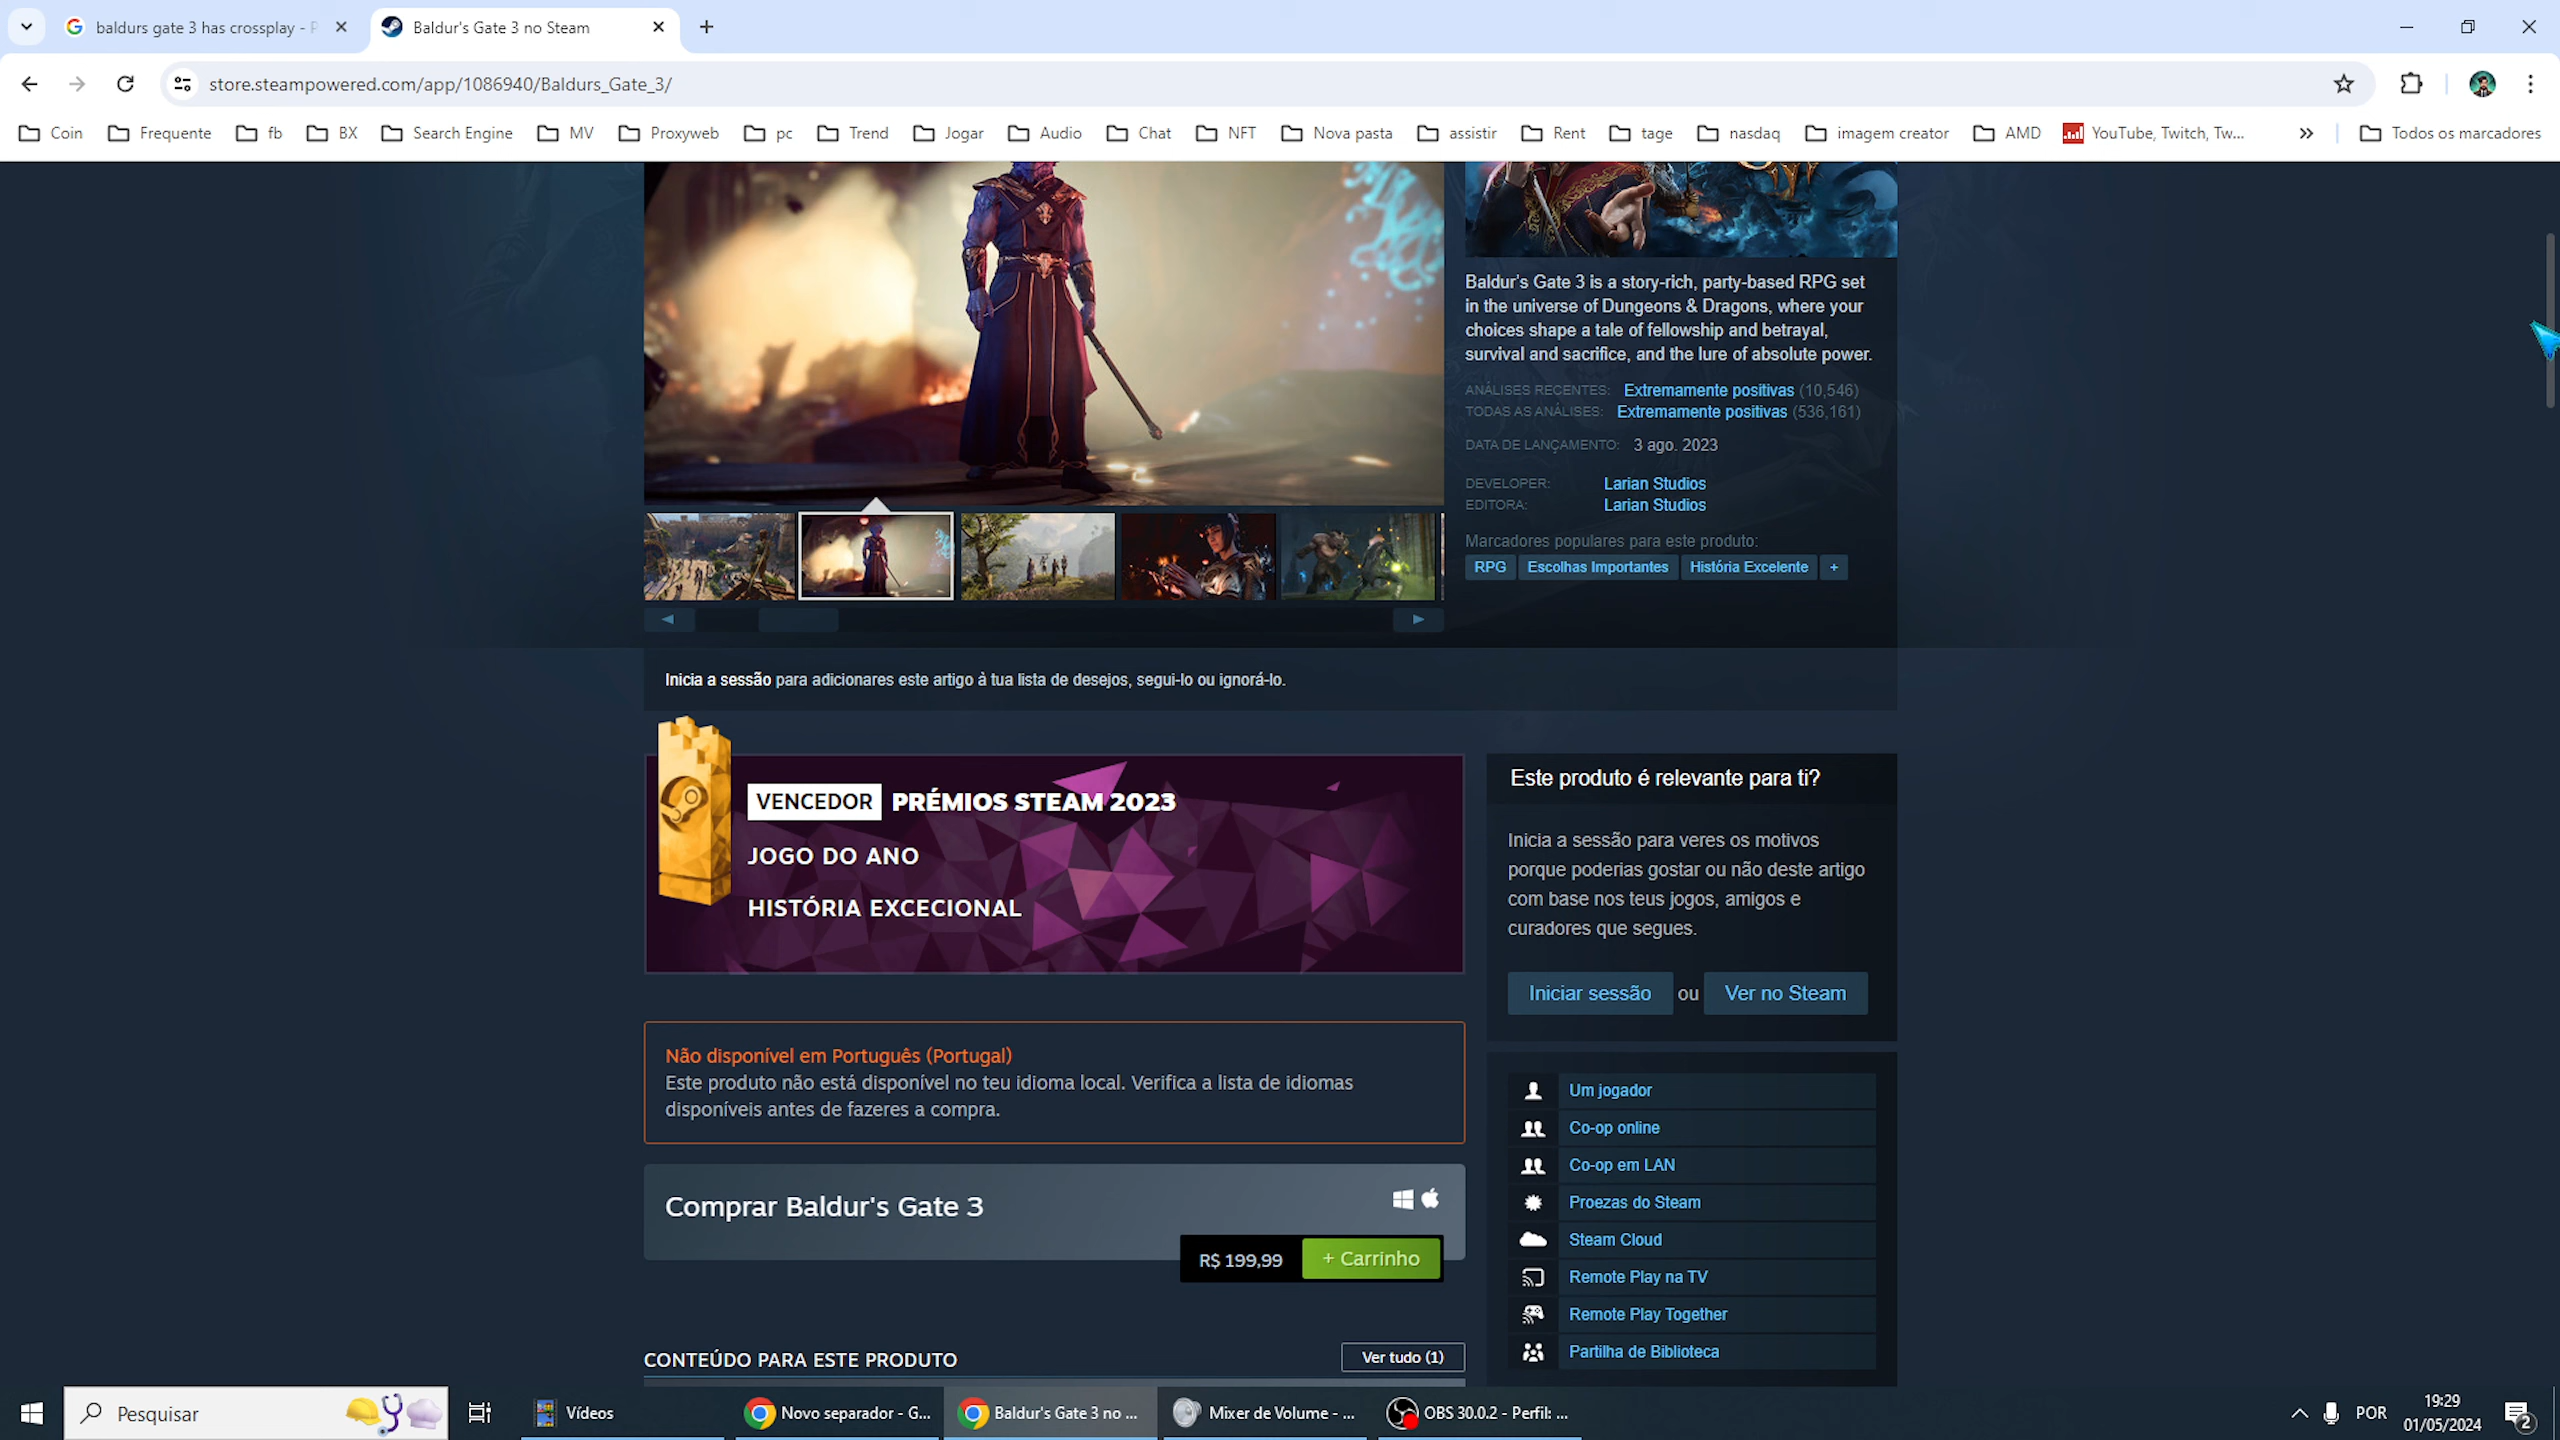 baldurs gate 3 has crossplay - P
Baldur's Gate 3 no Steam
store.steampowered.com/app/1086940/Baldurs_Gate_3/
Coin
Frequente
fb
BX
Search Engine
MV
Proxyweb
pc
Trend
Jogar
Audio
Chat
NFT
Nova pasta
assistir
Rent
tage
nasdaq
imagem creator
AMD
YouTube, Twitch, Tw...
Todos os marcadores
Baldur's Gate 3 is a story-rich, party-based RPG set
in the universe of Dungeons & Dragons, where your
choices shape a tale of fellowship and betrayal,
survival and sacrifice, and the lure of absolute power.
ANÁLISES RECENTES: Extremamente positivas (10,546)
TODAS AS ANÁLISES: Extremamente positivas (536,161)
DATA DE LANÇAMENTO: 3 ago. 2023
DEVELOPER: Larian Studios
EDITORA: Larian Studios
Marcadores populares para este produto:
RPG Escolhas Importantes História Excelente +
Inicia a sessão para adicionares este artigo à tua lista de desejos, segui-lo ou ignorá-lo.
VENCEDOR PRÉMIOS STEAM 2023
JOGO DO ANO
HISTÓRIA EXCECIONAL
Não disponível em Português (Portugal)
Este produto não está disponível no teu idioma local. Verifica a lista de idiomas
disponíveis antes de fazeres a compra.
Comprar Baldur's Gate 3
R$ 199,99 + Carrinho
CONTEÚDO PARA ESTE PRODUTO
Ver tudo (1)
Este produto é relevante para ti?
Inicia a sessão para veres os motivos
porque poderias gostar ou não deste artigo
com base nos teus jogos, amigos e
curadores que segues.
Iniciar sessão ou Ver no Steam
Um jogador
Co-op online
Co-op em LAN
Proezas do Steam
Steam Cloud
Remote Play na TV
Remote Play Together
Partilha de Biblioteca
Pesquisar
Vídeos
Novo separador - G...
Baldur's Gate 3 no ...
Mixer de Volume - ...
OBS 30.0.2 - Perfil: ...
POR
19:29
01/05/2024
2